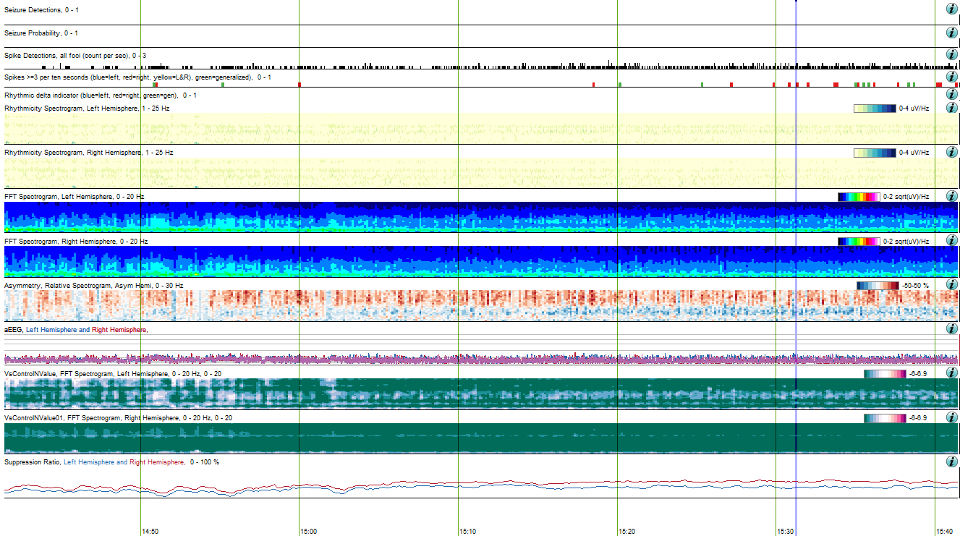 Seizure Detections, 0 - 1
Seizure Probability, 0 - 1
Spike Detections, all foci (count per sec), 0 - 3
Spikes >=3 per ten seconds (blue=left, red=right, yellow=L&R), green=generalized), 0 - 1
Rhythmic delta indicator (blue=left, red=right, green=gen), 0 - 1
Rhythmicity Spectrogram, Left Hemisphere, 1 - 25 Hz 0-4 uV/Hz
Rhythmicity Spectrogram, Right Hemisphere, 1 - 25 Hz 0-4 uV/Hz
FFT Spectrogram, Left Hemisphere, 0 - 20 Hz 0-2 sqrt(uV)/Hz
FFT Spectrogram, Right Hemisphere, 0 - 20 Hz 0-2 sqrt(uV)/Hz
Asymmetry, Relative Spectrogram, Asym Hemi, 0 - 30 Hz -50-50 %
aEEG, Left Hemisphere and Right Hemisphere,
VsControlNValue, FFT Spectrogram, Left Hemisphere, 0 - 20 Hz, 0 - 20
VsControlNValue01, FFT Spectrogram, Right Hemisphere, 0 - 20 Hz, 0 - 20
Suppression Ratio, Left Hemisphere and Right Hemisphere, 0 - 100 %
14:50 15:00 15:10 15:20 15:30 15:40